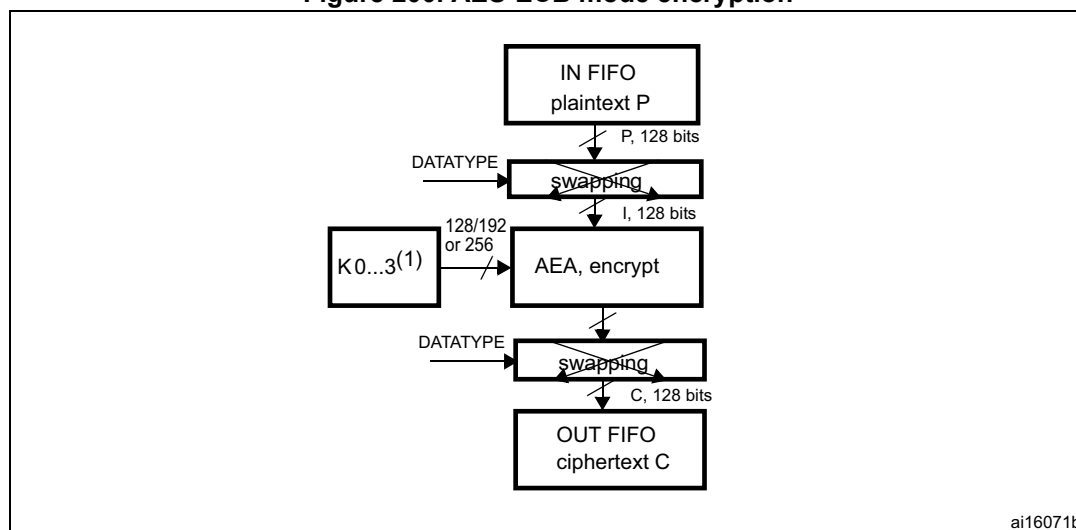 IN FIFO
plaintext P
P, 128 bits
DATATYPE
swapping
I, 128 bits
128/192
or 256
K 0...3(1)
AEA, encrypt
DATATYPE
swapping
C, 128 bits
OUT FIFO
ciphertext C
ai16071b